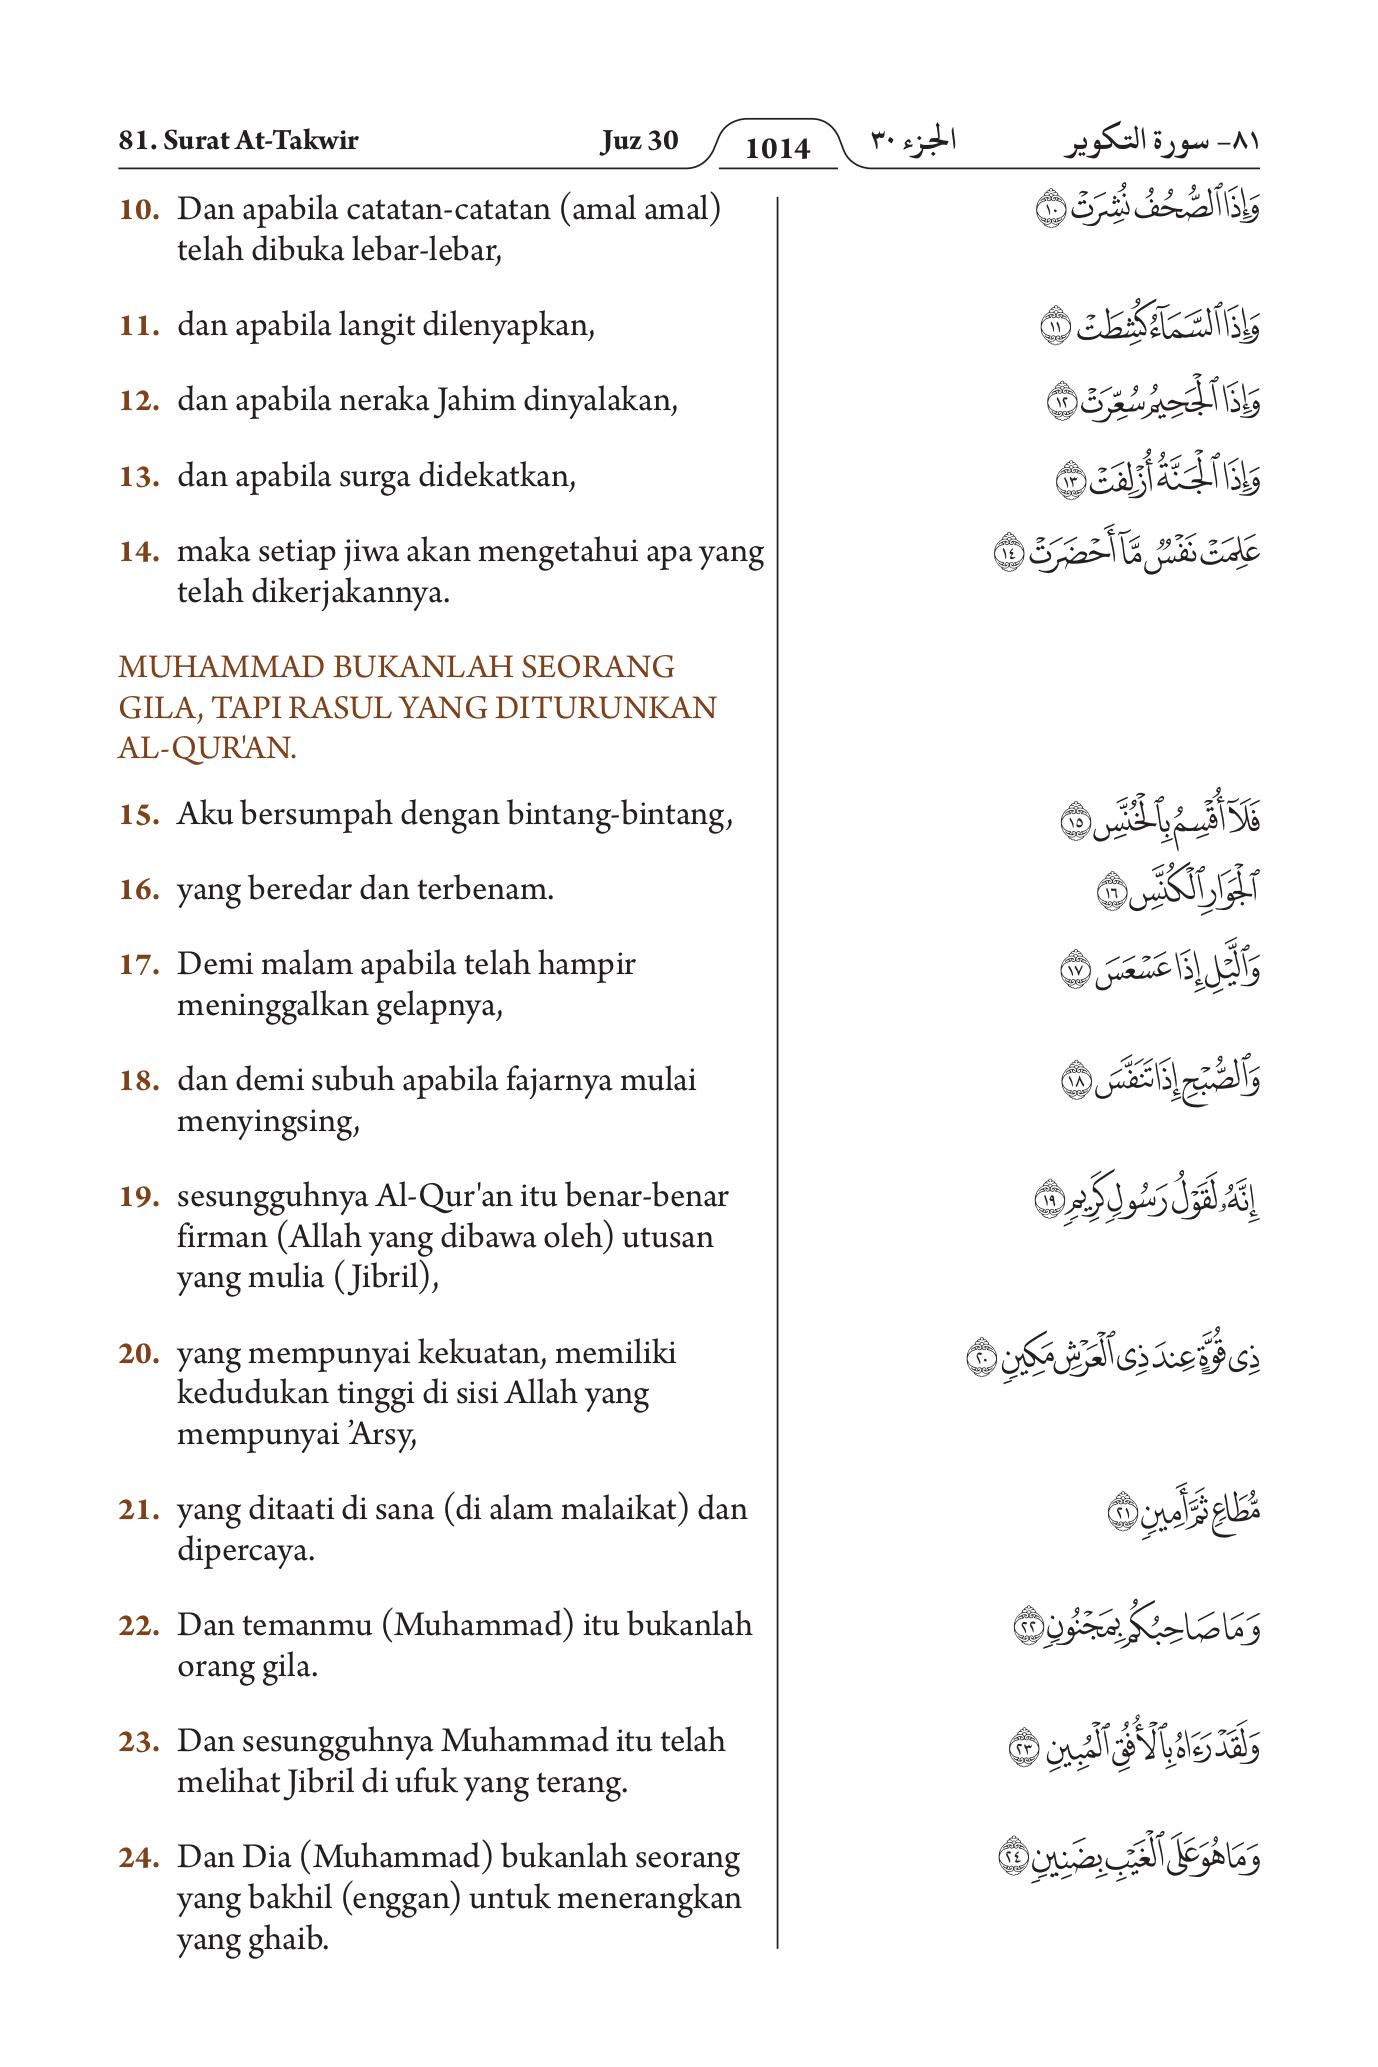 81. Surat At-Takwir Juz 30 1014 الجزء ٣٠ ٨١- سورة التكوير
10. Dan apabila catatan-catatan (amal amal)
telah dibuka lebar-lebar,
وَإِذَا ٱلصُّحُفُ نُشِرَتْ ١٠
11. dan apabila langit dilenyapkan,
وَإِذَا ٱلسَّمَآءُ كُشِطَتْ ١١
12. dan apabila neraka Jahim dinyalakan,
وَإِذَا ٱلْجَحِيمُ سُعِّرَتْ ١٢
13. dan apabila surga didekatkan,
وَإِذَا ٱلْجَنَّةُ أُزْلِفَتْ ١٣
14. maka setiap jiwa akan mengetahui apa yang
telah dikerjakannya.
عَلِمَتْ نَفْسٌ مَّآ أَحْضَرَتْ ١٤
MUHAMMAD BUKANLAH SEORANG
GILA, TAPI RASUL YANG DITURUNKAN
AL-QUR'AN.
15. Aku bersumpah dengan bintang-bintang,
فَلَآ أُقْسِمُ بِٱلْخُنَّسِ ١٥
16. yang beredar dan terbenam.
ٱلْجَوَارِ ٱلْكُنَّسِ ١٦
17. Demi malam apabila telah hampir
meninggalkan gelapnya,
وَٱلَّيْلِ إِذَا عَسْعَسَ ١٧
18. dan demi subuh apabila fajarnya mulai
menyingsing,
وَٱلصُّبْحِ إِذَا تَنَفَّسَ ١٨
19. sesungguhnya Al-Qur'an itu benar-benar
firman (Allah yang dibawa oleh) utusan
yang mulia ( Jibril),
إِنَّهُۥ لَقَوْلُ رَسُولٍ كَرِيمٍ ١٩
20. yang mempunyai kekuatan, memiliki
kedudukan tinggi di sisi Allah yang
mempunyai ’Arsy,
ذِى قُوَّةٍ عِندَ ذِى ٱلْعَرْشِ مَكِينٍ ٢٠
21. yang ditaati di sana (di alam malaikat) dan
dipercaya.
مُّطَاعٍ ثَمَّ أَمِينٍ ٢١
22. Dan temanmu (Muhammad) itu bukanlah
orang gila.
وَمَا صَاحِبُكُم بِمَجْنُونٍ ٢٢
23. Dan sesungguhnya Muhammad itu telah
melihat Jibril di ufuk yang terang.
وَلَقَدْ رَءَاهُ بِٱلْأُفُقِ ٱلْمُبِينِ ٢٣
24. Dan Dia (Muhammad) bukanlah seorang
yang bakhil (enggan) untuk menerangkan
yang ghaib.
وَمَا هُوَ عَلَى ٱلْغَيْبِ بِضَنِينٍ ٢٤